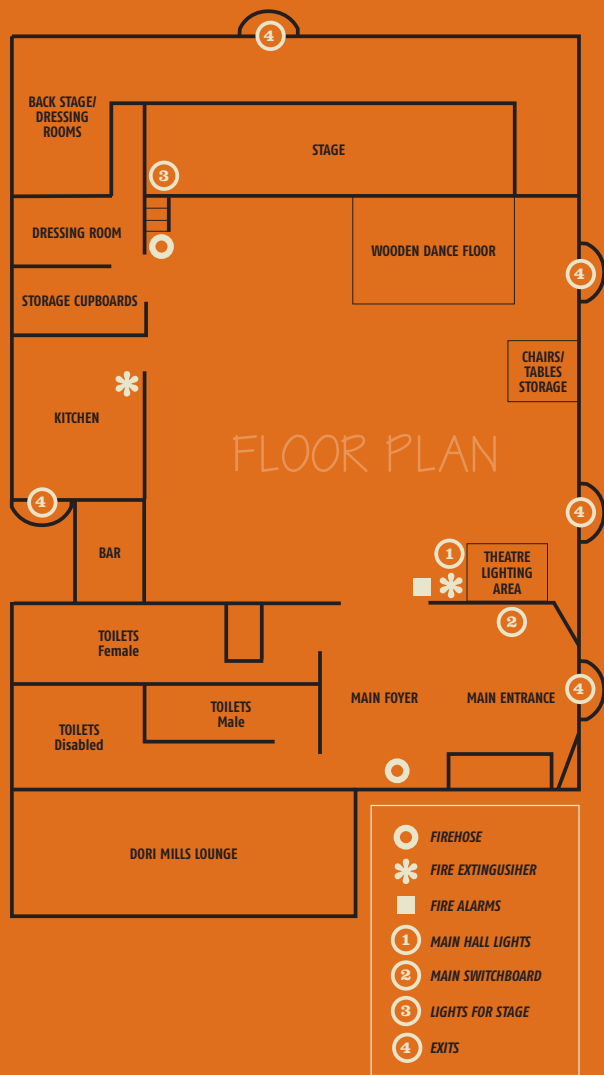 4
BACK STAGE/
DRESSING
ROOMS
STAGE
3
DRESSING ROOM
WOODEN DANCE FLOOR
4
STORAGE CUPBOARDS
CHAIRS/
TABLES
STORAGE
KITCHEN
FLOOR PLAN
4
4
BAR
1
THEATRE
LIGHTING
AREA
2
TOILETS
Female
4
MAIN FOYER
MAIN ENTRANCE
TOILETS
Male
TOILETS
Disabled
DORI MILLS LOUNGE
FIREHOSE
FIRE EXTINGUSIHER
FIRE ALARMS
1 MAIN HALL LIGHTS
2 MAIN SWITCHBOARD
3 LIGHTS FOR STAGE
4 EXITS